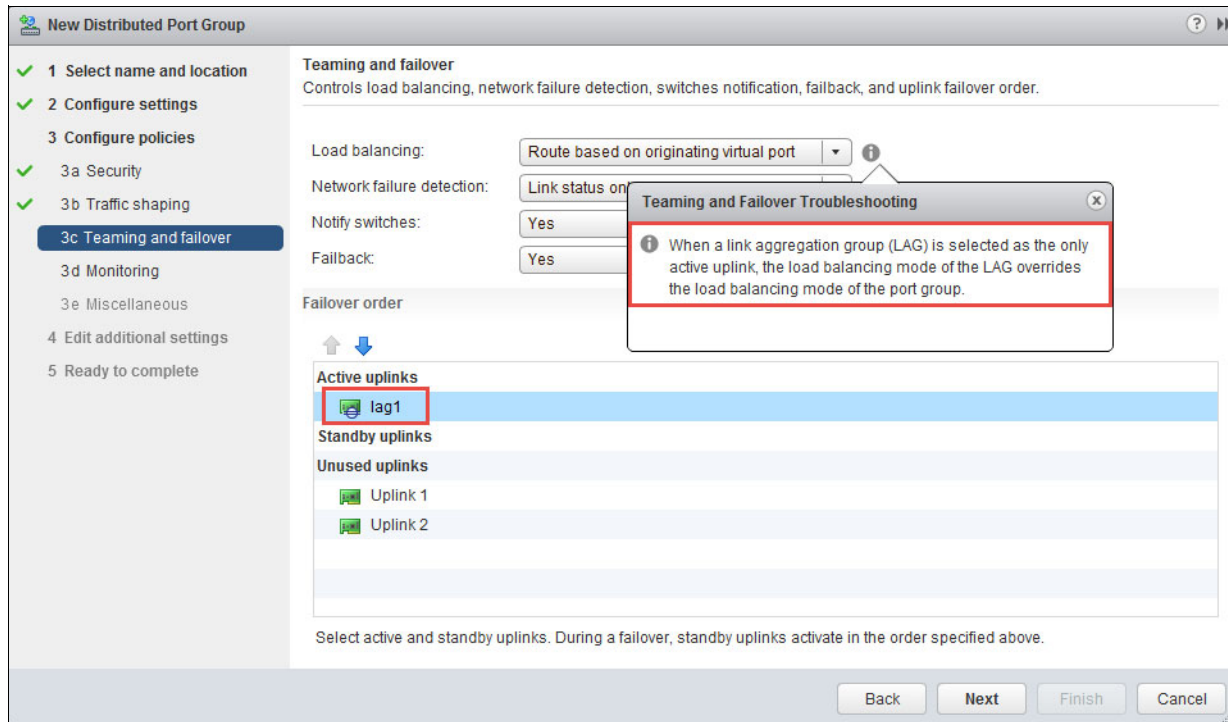 New Distributed Port Group
1 Select name and location
2 Configure settings
3 Configure policies
3a Security
3b Traffic shaping
3c Teaming and failover
3d Monitoring
3e Miscellaneous
4 Edit additional settings
5 Ready to complete
Teaming and failover
Controls load balancing, network failure detection, switches notification, failback, and uplink failover order.
Load balancing: Route based on originating virtual port
Network failure detection: Link status
Notify switches: Yes
Failback: Yes
Teaming and Failover Troubleshooting
When a link aggregation group (LAG) is selected as the only
active uplink, the load balancing mode of the LAG overrides
the load balancing mode of the port group.
Failover order
Active uplinks
lag1
Standby uplinks
Unused uplinks
Uplink 1
Uplink 2
Select active and standby uplinks. During a failover, standby uplinks activate in the order specified above.
Back Next Finish Cancel